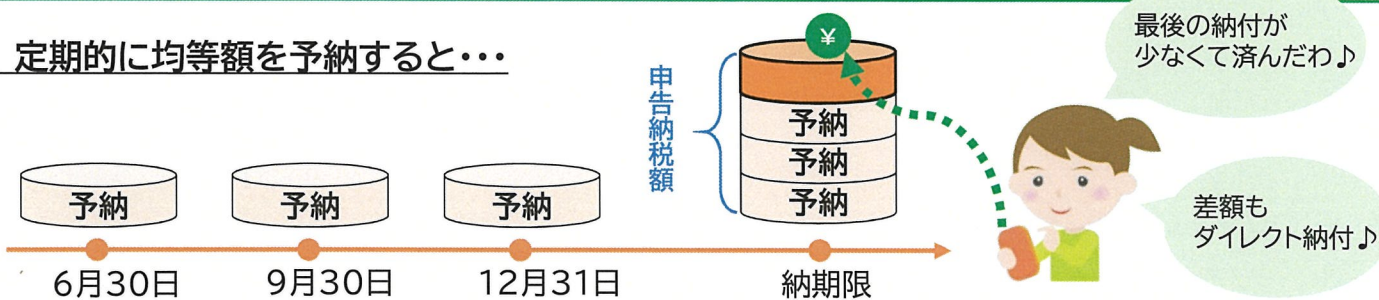 定期的に均等額を予納すると・・・
最後の納付が
少なくて済んだわ♪
¥
申告納税額
予納
予納
予納
予納
予納
予納
差額も
ダイレクト納付♪
6月30日
9月30日
12月31日
納期限